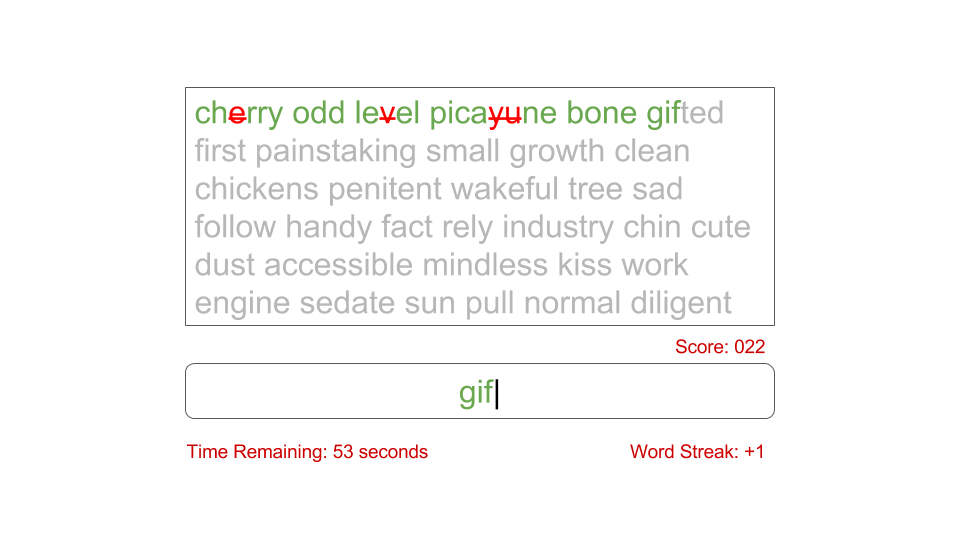 cherry odd level picayune bone gifted
first painstaking small growth clean
chickens penitent wakeful tree sad
follow handy fact rely industry chin cute
dust accessible mindless kiss work
engine sedate sun pull normal diligent
Score: 022
gif
Time Remaining: 53 seconds
Word Streak: +1